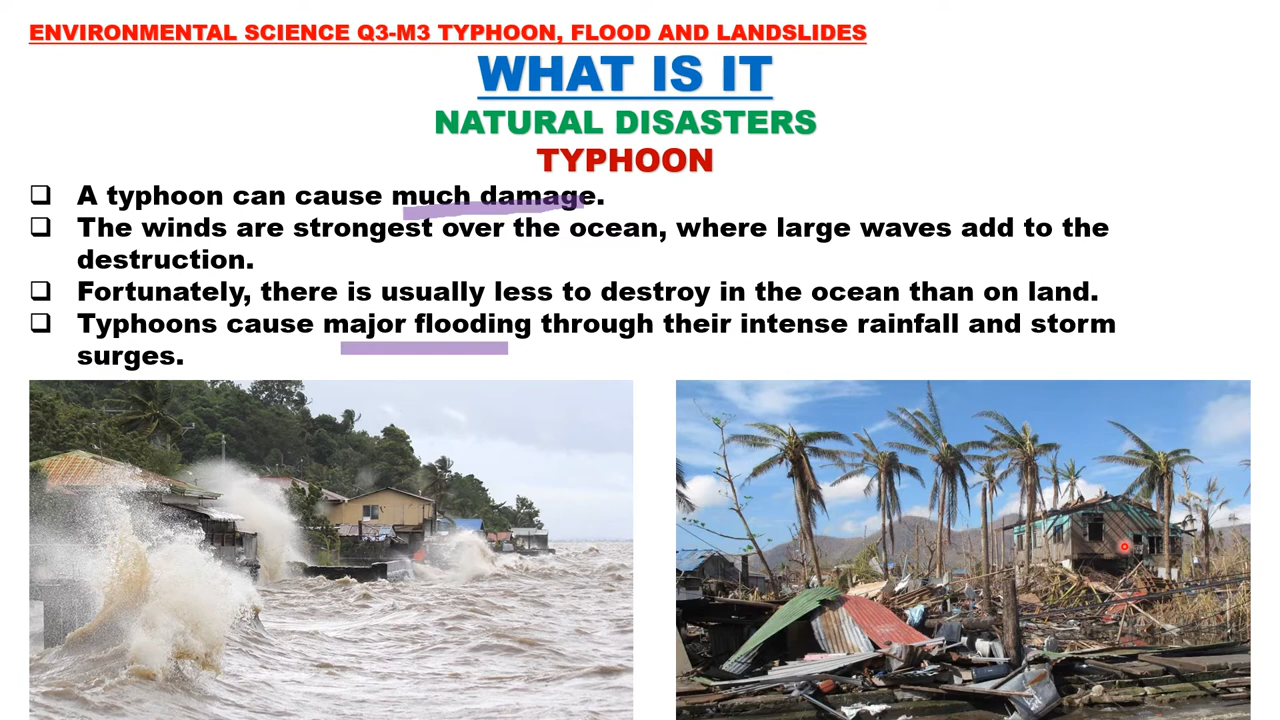 ENVIRONMENTAL SCIENCE Q3-M3 TYPHOON, FLOOD AND LANDSLIDES
WHAT IS IT
NATURAL DISASTERS
TYPHOON
❑ A typhoon can cause much damage.
❑ The winds are strongest over the ocean, where large waves add to the
destruction.
❑ Fortunately, there is usually less to destroy in the ocean than on land.
❑ Typhoons cause major flooding through their intense rainfall and storm
surges.